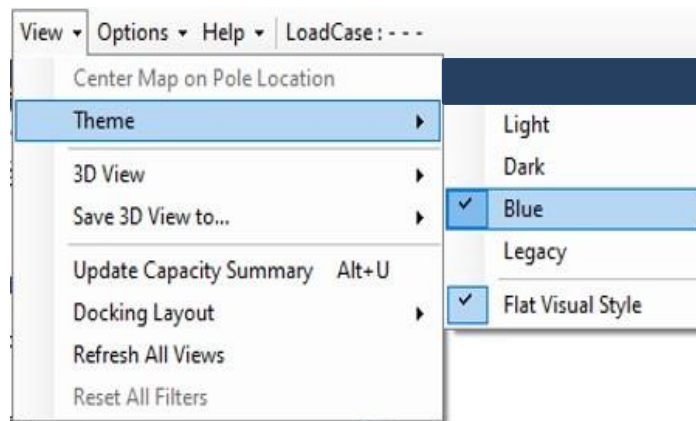 View Options Help LoadCase: - - -
Center Map on Pole Location
Theme
3D View
Save 3D View to...
Update Capacity Summary Alt+U
Docking Layout
Refresh All Views
Reset All Filters
Light
Dark
Blue
Legacy
Flat Visual Style